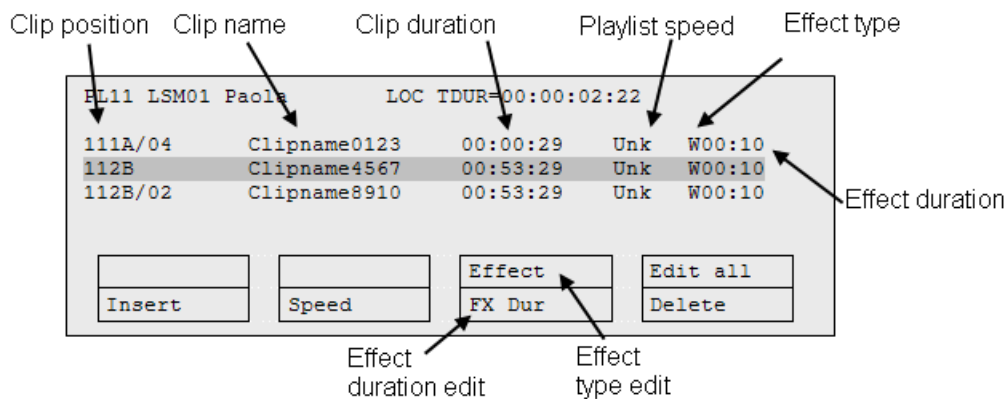 Clip position Clip name Clip duration Playlist speed Effect type
PL11 LSM01 Paola LOC TDUR=00:00:02:22
111A/04 Clipname0123 00:00:29 Unk W00:10
112B Clipname4567 00:53:29 Unk W00:10
112B/02 Clipname8910 00:53:29 Unk W00:10
Effect duration
Effect Edit all
Insert Speed FX Dur Delete
Effect
duration edit
Effect
type edit